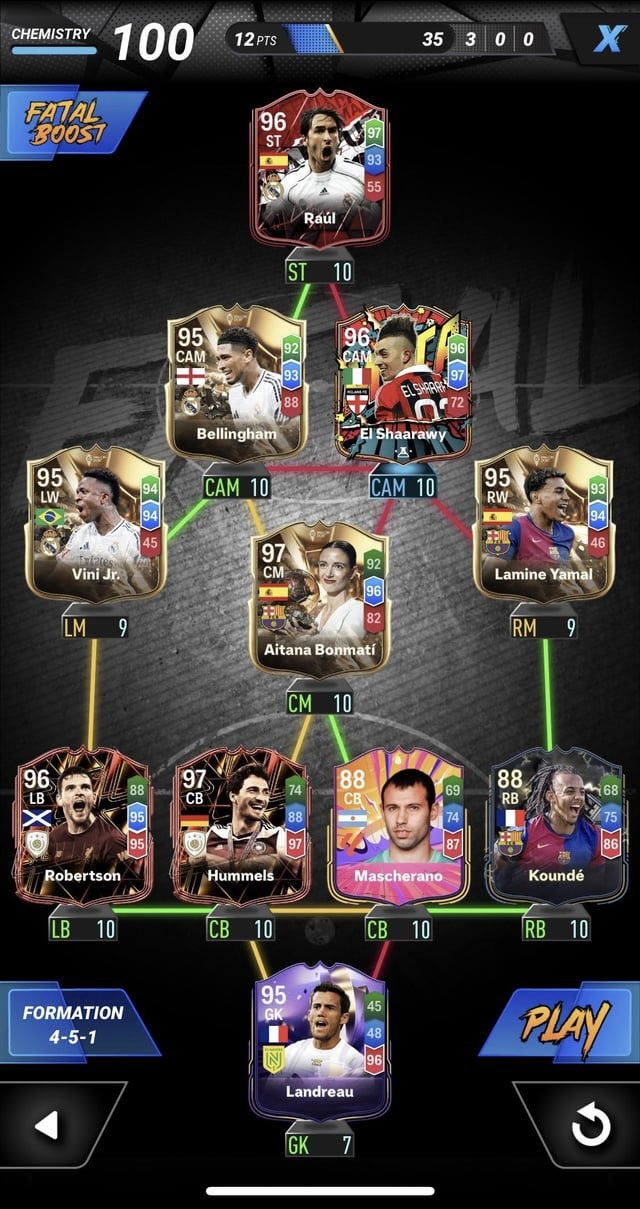 CHEMISTRY 100 12 PTS 35 3 0 0 X
FATAL
BOOST
96
ST
97
93
55
Raúl
ST 10
95
CAM
92
93
88
Bellingham
CAM 10
96
CAM
96
97
72
EL SHAARAWY
El Shaarawy
CAM 10
95
LW
94
94
45
Vini Jr.
LM 9
97
CM
92
96
82
Aitana Bonmatí
CM 10
95
RW
93
94
46
Lamine Yamal
RM 9
96
LB
88
95
95
Robertson
LB 10
97
CB
74
88
97
Hummels
CB 10
88
CB
69
74
87
Mascherano
CB 10
88
RB
68
75
86
Koundé
RB 10
95
GK
45
48
96
Landreau
GK 7
FORMATION
4-5-1
PLAY